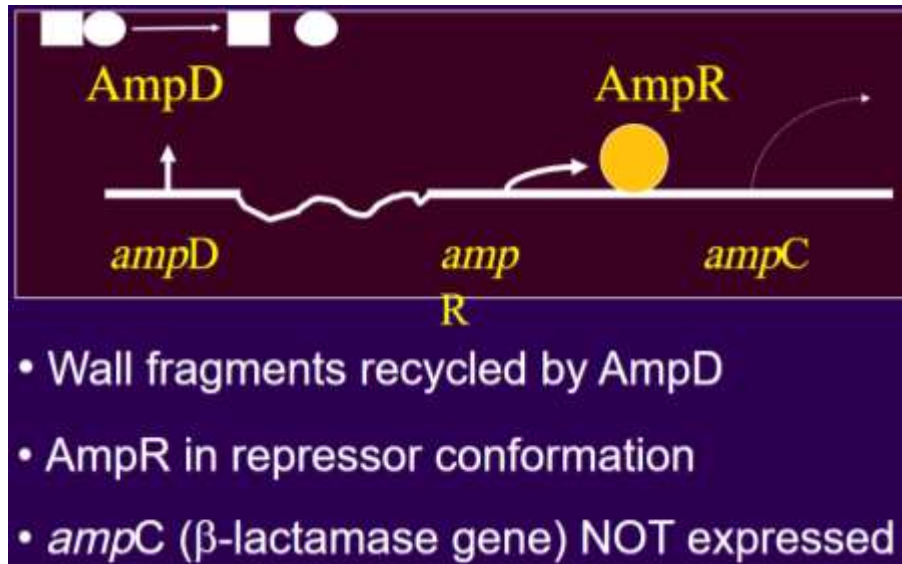 AmpD AmpR
ampD amp ampC
R
• Wall fragments recycled by AmpD
• AmpR in repressor conformation
• ampC (β-lactamase gene) NOT expressed